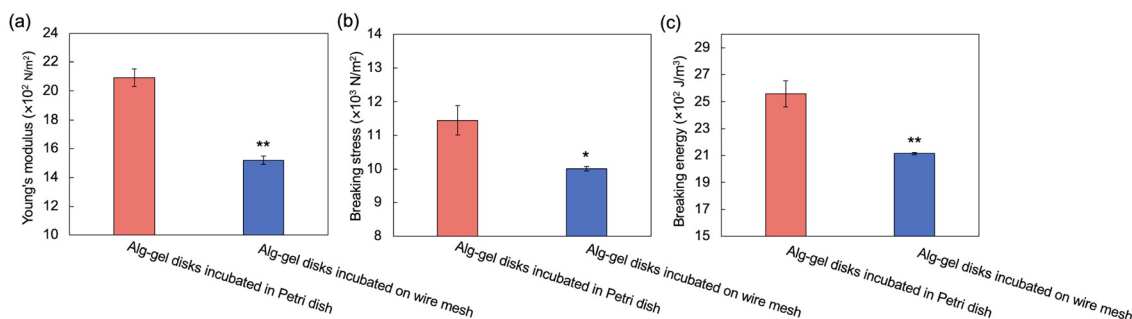 (a)
Young's modulus (×10² N/m²)
24
22
20
18
16
14
12
10
**
Alg-gel disks incubated in Petri dish
Alg-gel disks incubated on wire mesh
(b)
Breaking stress (×10³ N/m²)
14
13
12
11
10
9
8
*
Alg-gel disks incubated in Petri dish
Alg-gel disks incubated on wire mesh
(c)
Breaking energy (×10² J/m³)
29
27
25
23
21
19
17
15
**
Alg-gel disks incubated in Petri dish
Alg-gel disks incubated on wire mesh